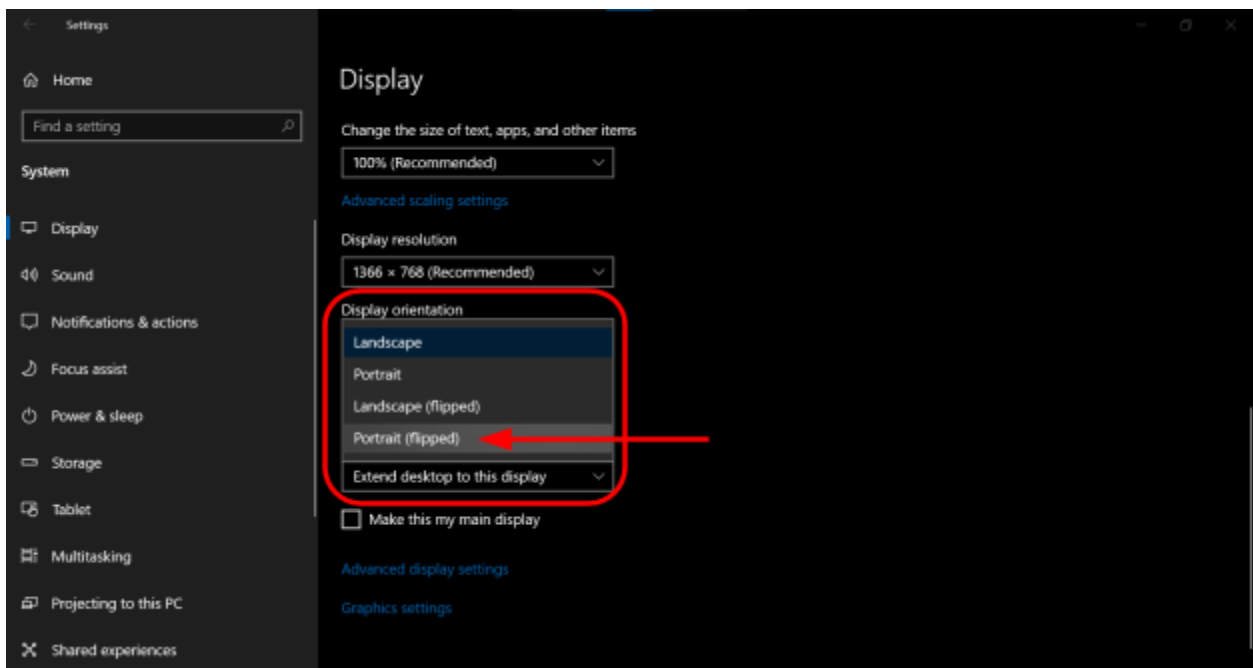 Settings
Home
Find a setting
System
Display
Sound
Notifications & actions
Focus assist
Power & sleep
Storage
Tablet
Multitasking
Projecting to this PC
Shared experiences
Display
Change the size of text, apps, and other items
100% (Recommended)
Advanced scaling settings
Display resolution
1366 × 768 (Recommended)
Display orientation
Landscape
Portrait
Landscape (flipped)
Portrait (flipped)
Extend desktop to this display
Make this my main display
Advanced display settings
Graphics settings